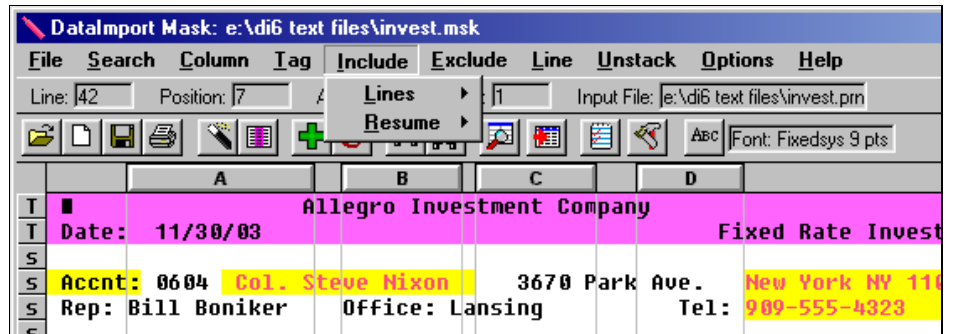 DataImport Mask: e:\di6 text files\invest.msk
File Search Column Tag Include Exclude Line Unstack Options Help
Line: 42 Position: 7 1 Input File: e:\di6 text files\invest.prn
Lines
Resume
ABC Font: Fixedsys 9 pts
A B C D
T Allegro Investment Company
T Date: 11/30/03 Fixed Rate Invest
S
S Accnt: 0604 Col. Steve Nixon 3670 Park Ave. New York NY 110
S Rep: Bill Boniker Office: Lansing Tel: 909-555-4323
S